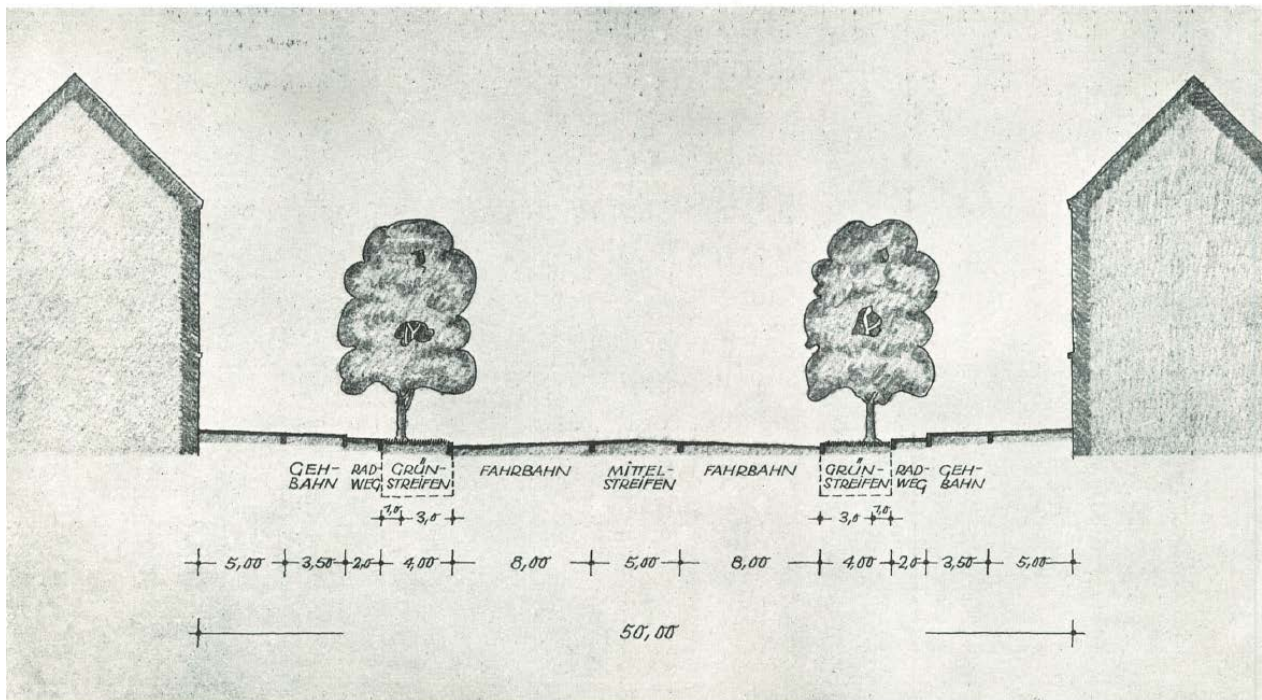 GEH-
BAHN
RAD-
WEG
GRÜN-
STREIFEN
FAHRBAHN
MITTEL-
STREIFEN
FAHRBAHN
GRÜN-
STREIFEN
RAD-
WEG
GEH-
BAHN
1,0 3,0 3,0 1,0
5,00 3,50 2,0 4,00 8,00 5,00 8,00 4,00 2,0 3,50 5,00
50,00